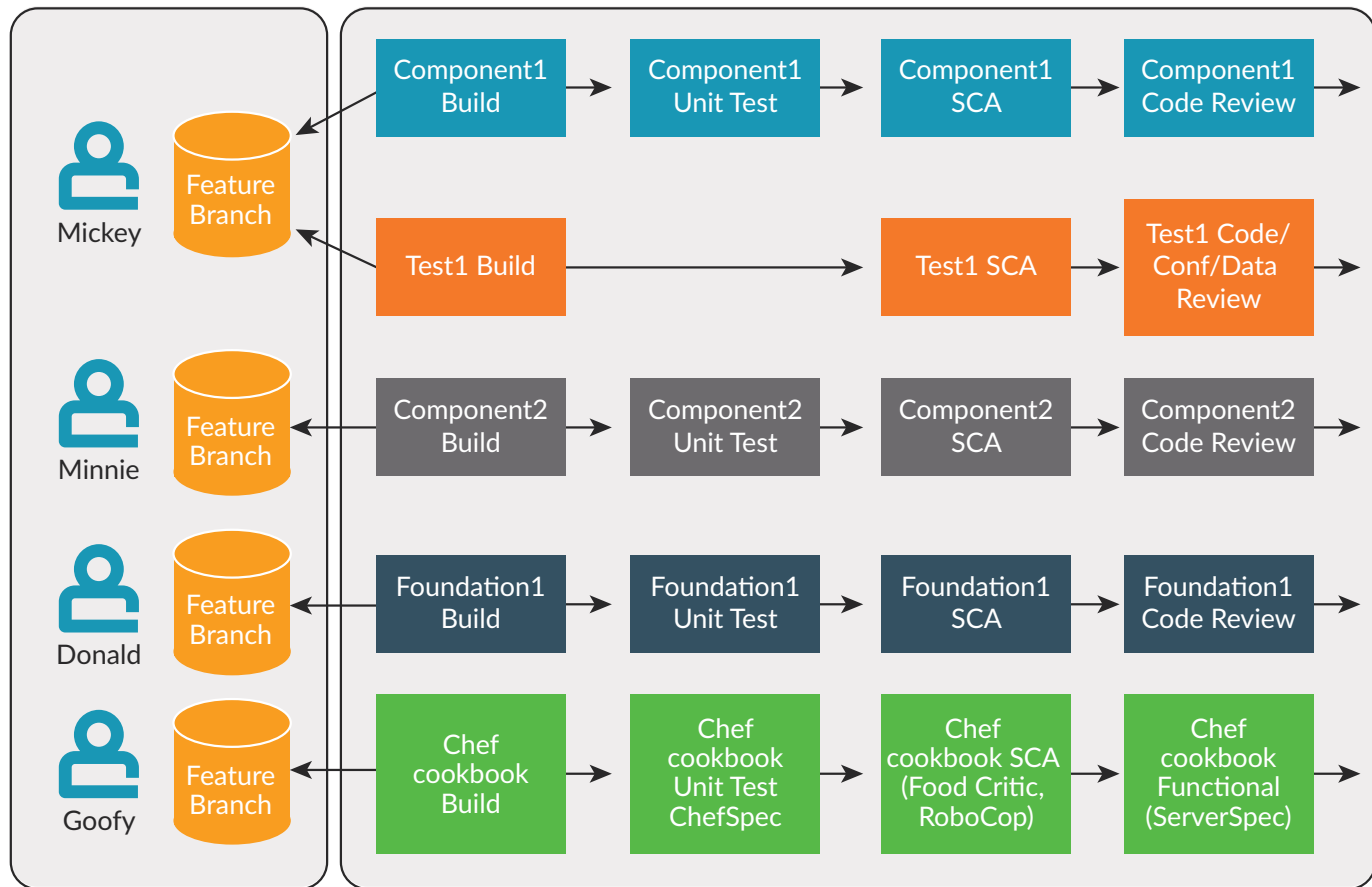 Mickey
Feature
Branch
Component1
Build
Component1
Unit Test
Component1
SCA
Component1
Code Review
Test1 Build
Test1 SCA
Test1 Code/
Conf/Data
Review
Minnie
Feature
Branch
Component2
Build
Component2
Unit Test
Component2
SCA
Component2
Code Review
Donald
Feature
Branch
Foundation1
Build
Foundation1
Unit Test
Foundation1
SCA
Foundation1
Code Review
Goofy
Feature
Branch
Chef
cookbook
Build
Chef
cookbook
Unit Test
ChefSpec
Chef
cookbook SCA
(Food Critic,
RoboCop)
Chef
cookbook
Functional
(ServerSpec)